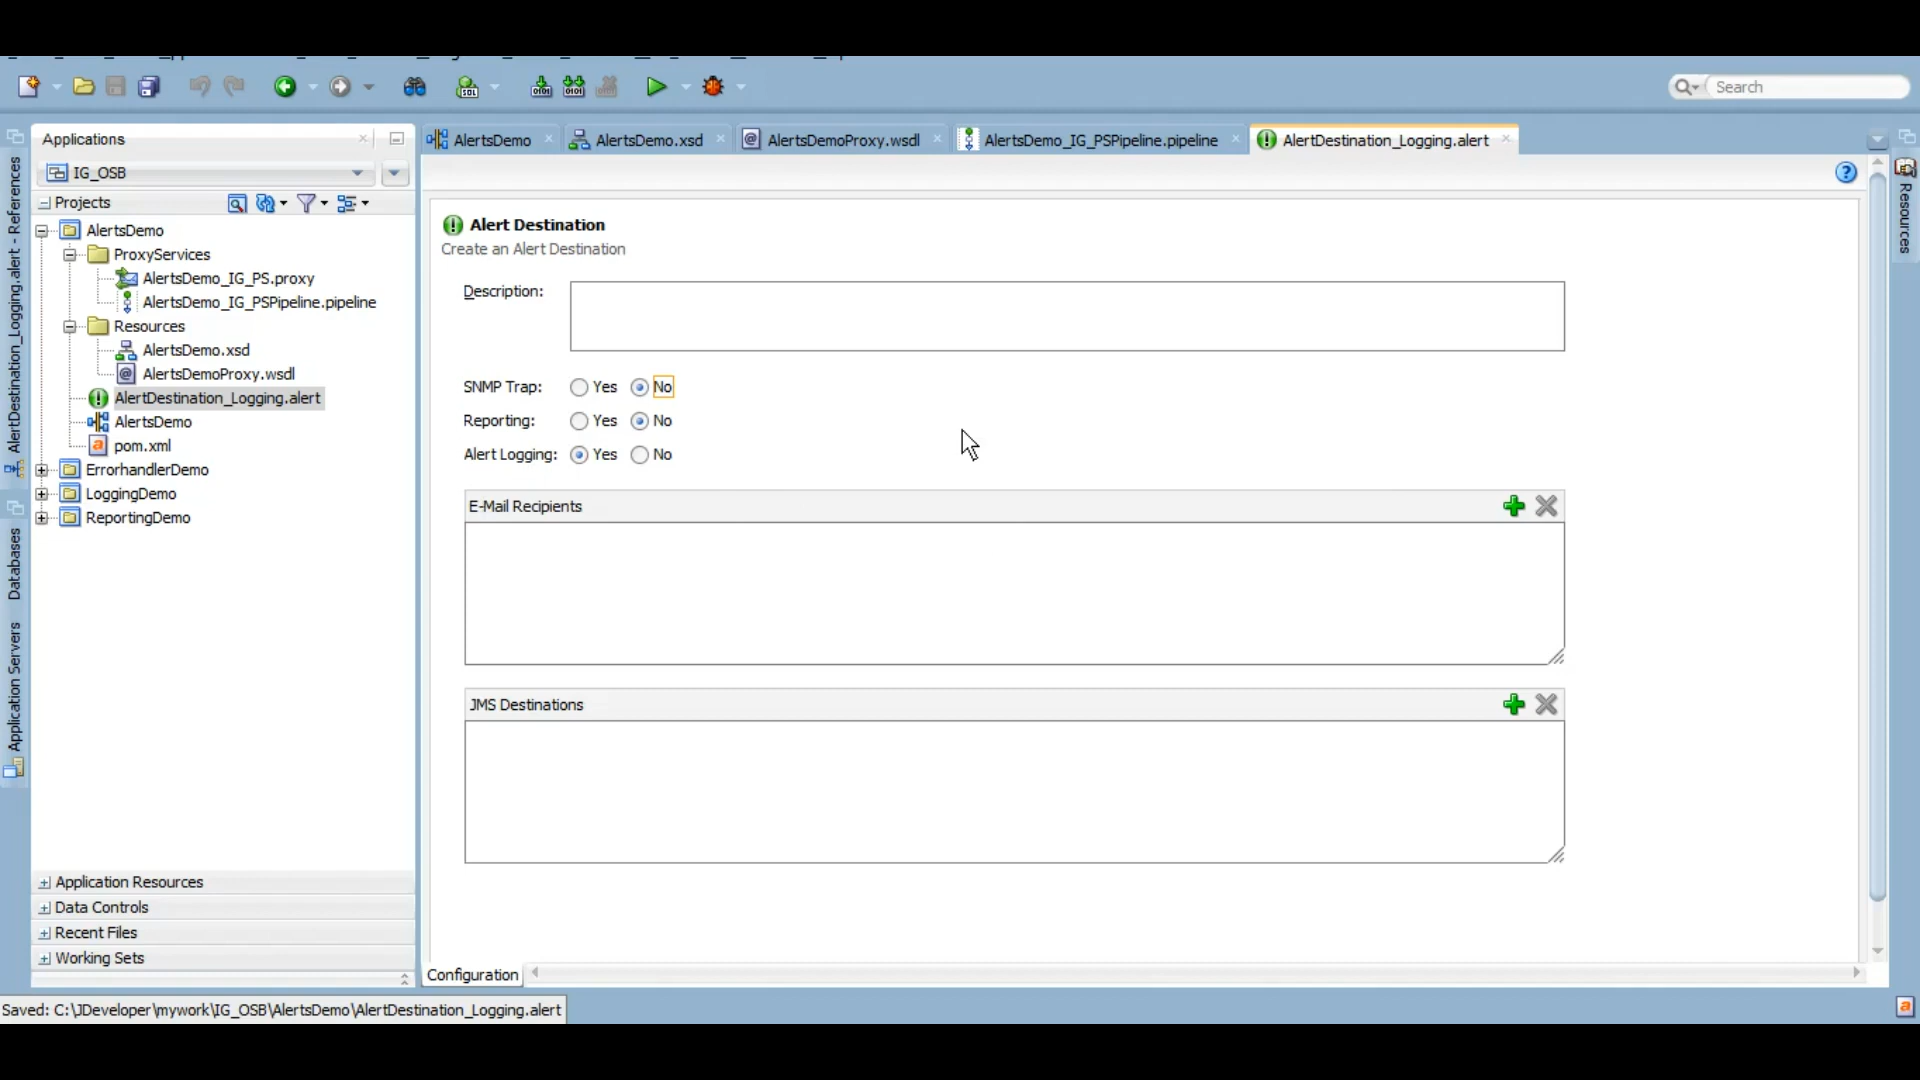 Search
Applications
IG_OSB
Projects
AlertsDemo
ProxyServices
AlertsDemo_IG_PS.proxy
AlertsDemo_IG_PSPipeline.pipeline
Resources
AlertsDemo.xsd
AlertsDemoProxy.wsdl
AlertDestination_Logging.alert
AlertsDemo
pom.xml
ErrorhandlerDemo
LoggingDemo
ReportingDemo
Application Resources
Data Controls
Recent Files
Working Sets
AlertDestination_Logging.alert - References
Databases
Application Servers
AlertsDemo
AlertsDemo.xsd
AlertsDemoProxy.wsdl
AlertsDemo_IG_PSPipeline.pipeline
AlertDestination_Logging.alert
Alert Destination
Create an Alert Destination
Description:
SNMP Trap: Yes No
Reporting: Yes No
Alert Logging: Yes No
E-Mail Recipients
JMS Destinations
Configuration
Resources
Saved: C:\JDeveloper\mywork\IG_OSB\AlertsDemo\AlertDestination_Logging.alert